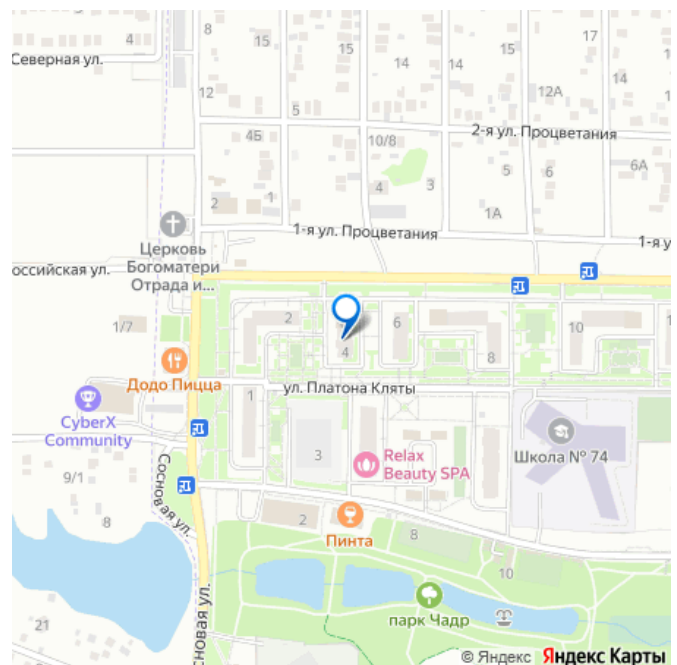 4
8
15
15
14
14
15
Северная ул.
12
5
12А
4Б
10/8
2-я ул. Процветания
6А
2
1
4
3
5
6
1А
1-я ул. Процветания
1-я у
Церковь
Богоматери
Отрада и...
оссийская ул.
1/7
2
4
6
8
10
1
Додо Пицца
ул. Платона Кляты
1
CyberX
Community
3
Relax
Beauty SPA
Школа № 74
9/1
8
Сосновая ул.
2
Пинта
8
10
парк Чадр
21
сновая ул.
© Яндекс Яндекс Карты